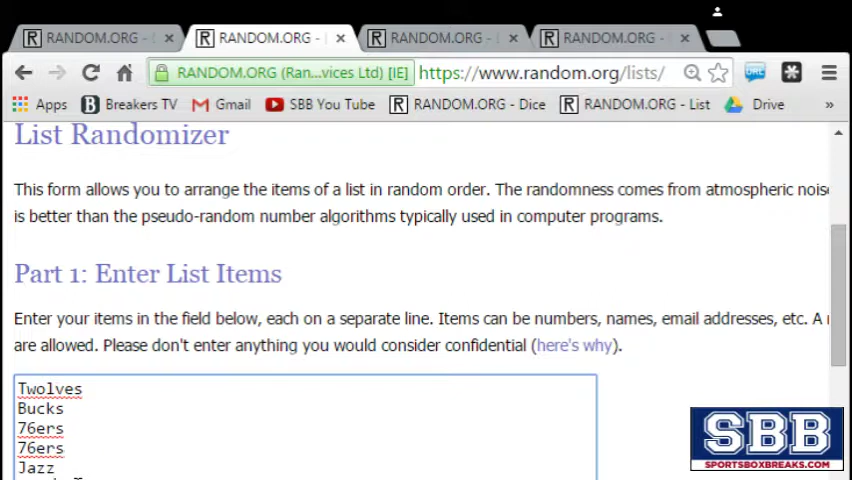 RANDOM.ORG - RANDOM.ORG - RANDOM.ORG - RANDOM.ORG -
RANDOM.ORG (Ran...vices Ltd) [IE] https://www.random.org/lists/
Apps Breakers TV Gmail SBB You Tube RANDOM.ORG - Dice RANDOM.ORG - List Drive »
List Randomizer
This form allows you to arrange the items of a list in random order. The randomness comes from atmospheric noise
is better than the pseudo-random number algorithms typically used in computer programs.
Part 1: Enter List Items
Enter your items in the field below, each on a separate line. Items can be numbers, names, email addresses, etc. A
are allowed. Please don't enter anything you would consider confidential (here's why).
Twolves
Bucks
76ers
76ers
Jazz
SBB
SPORTSBOXBREAKS.COM